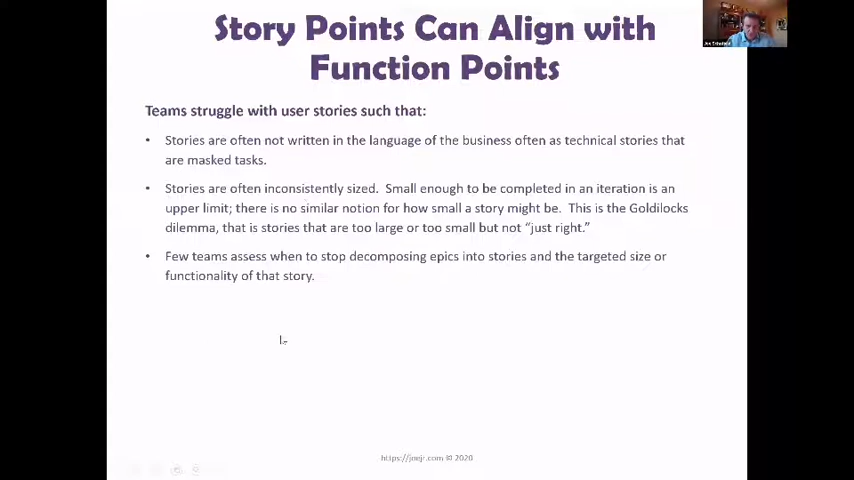 Story Points Can Align with
Function Points
Teams struggle with user stories such that:
• Stories are often not written in the language of the business often as technical stories that
are masked tasks.
• Stories are often inconsistently sized.  Small enough to be completed in an iteration is an
upper limit; there is no similar notion for how small a story might be.  This is the Goldilocks
dilemma, that is stories that are too large or too small but not “just right.”
• Few teams assess when to stop decomposing epics into stories and the targeted size or
functionality of that story.
© 2020